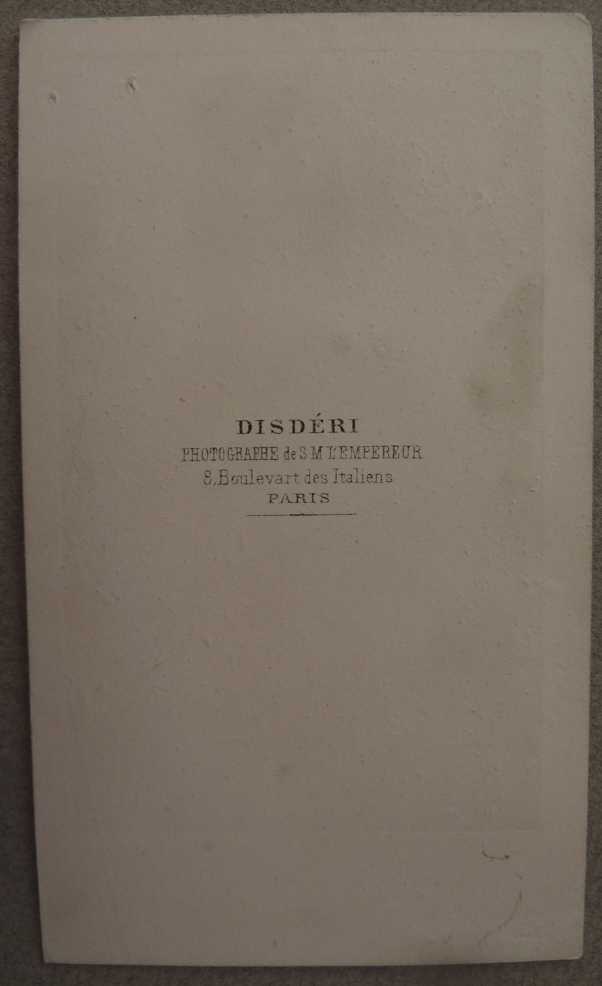 DISDÉRI
PHOTOGRAPHE de S M L'EMPEREUR
8, Boulevart des Italiens
PARIS